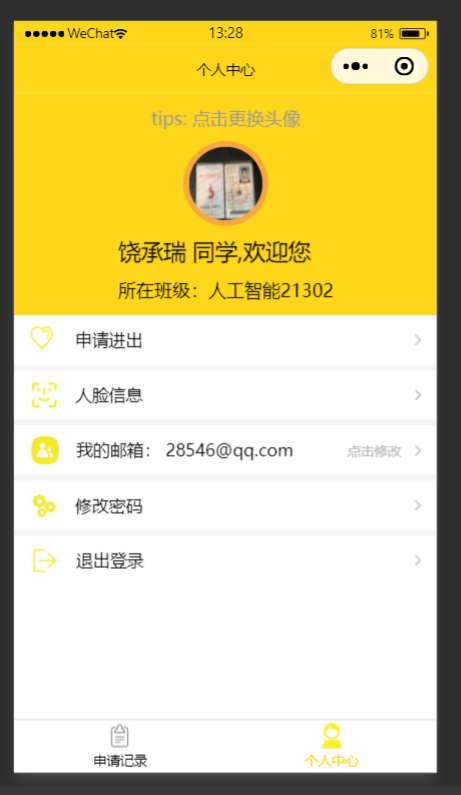 WeChat 13:28 81%
个人中心
tips: 点击更换头像
饶承瑞 同学,欢迎您
所在班级：人工智能21302
申请进出
人脸信息
我的邮箱： 28546@qq.com 点击修改
修改密码
退出登录
申请记录 个人中心